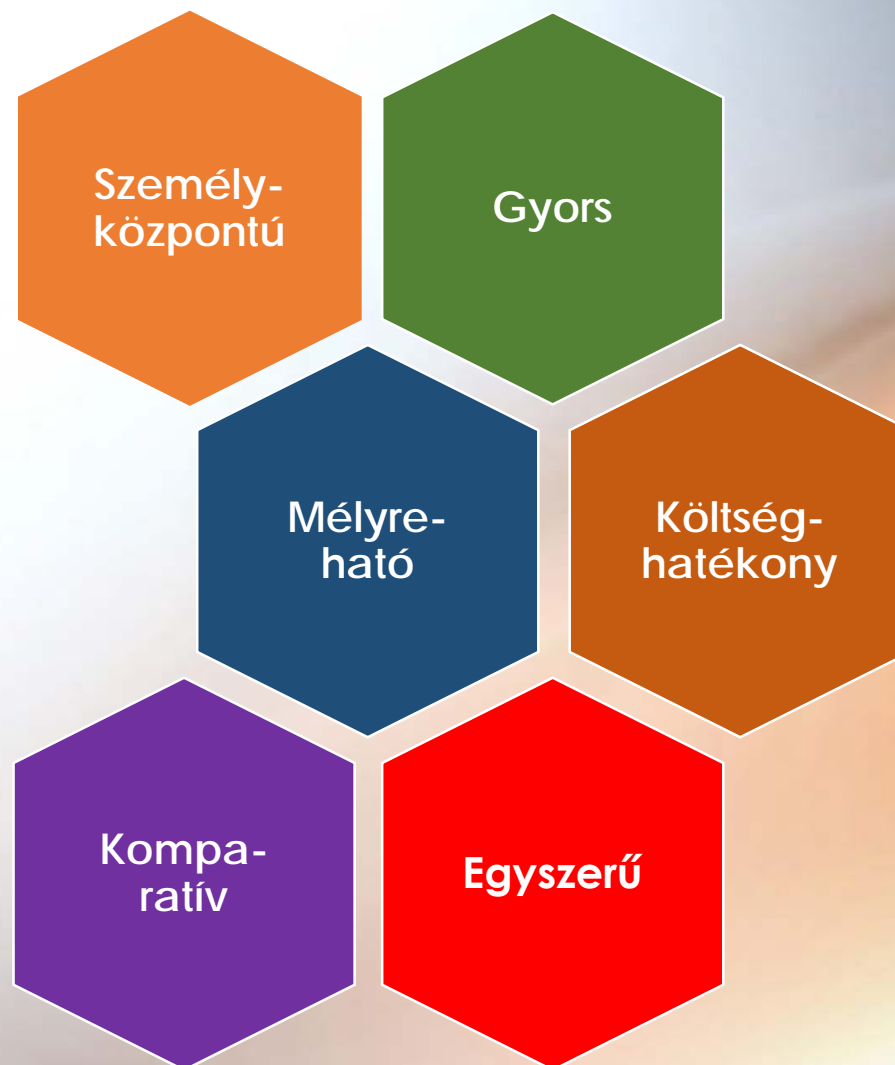 Személy-
központú
Gyors
Mélyre-
ható
Költség-
hatékony
Kompa-
ratív
Egyszerű